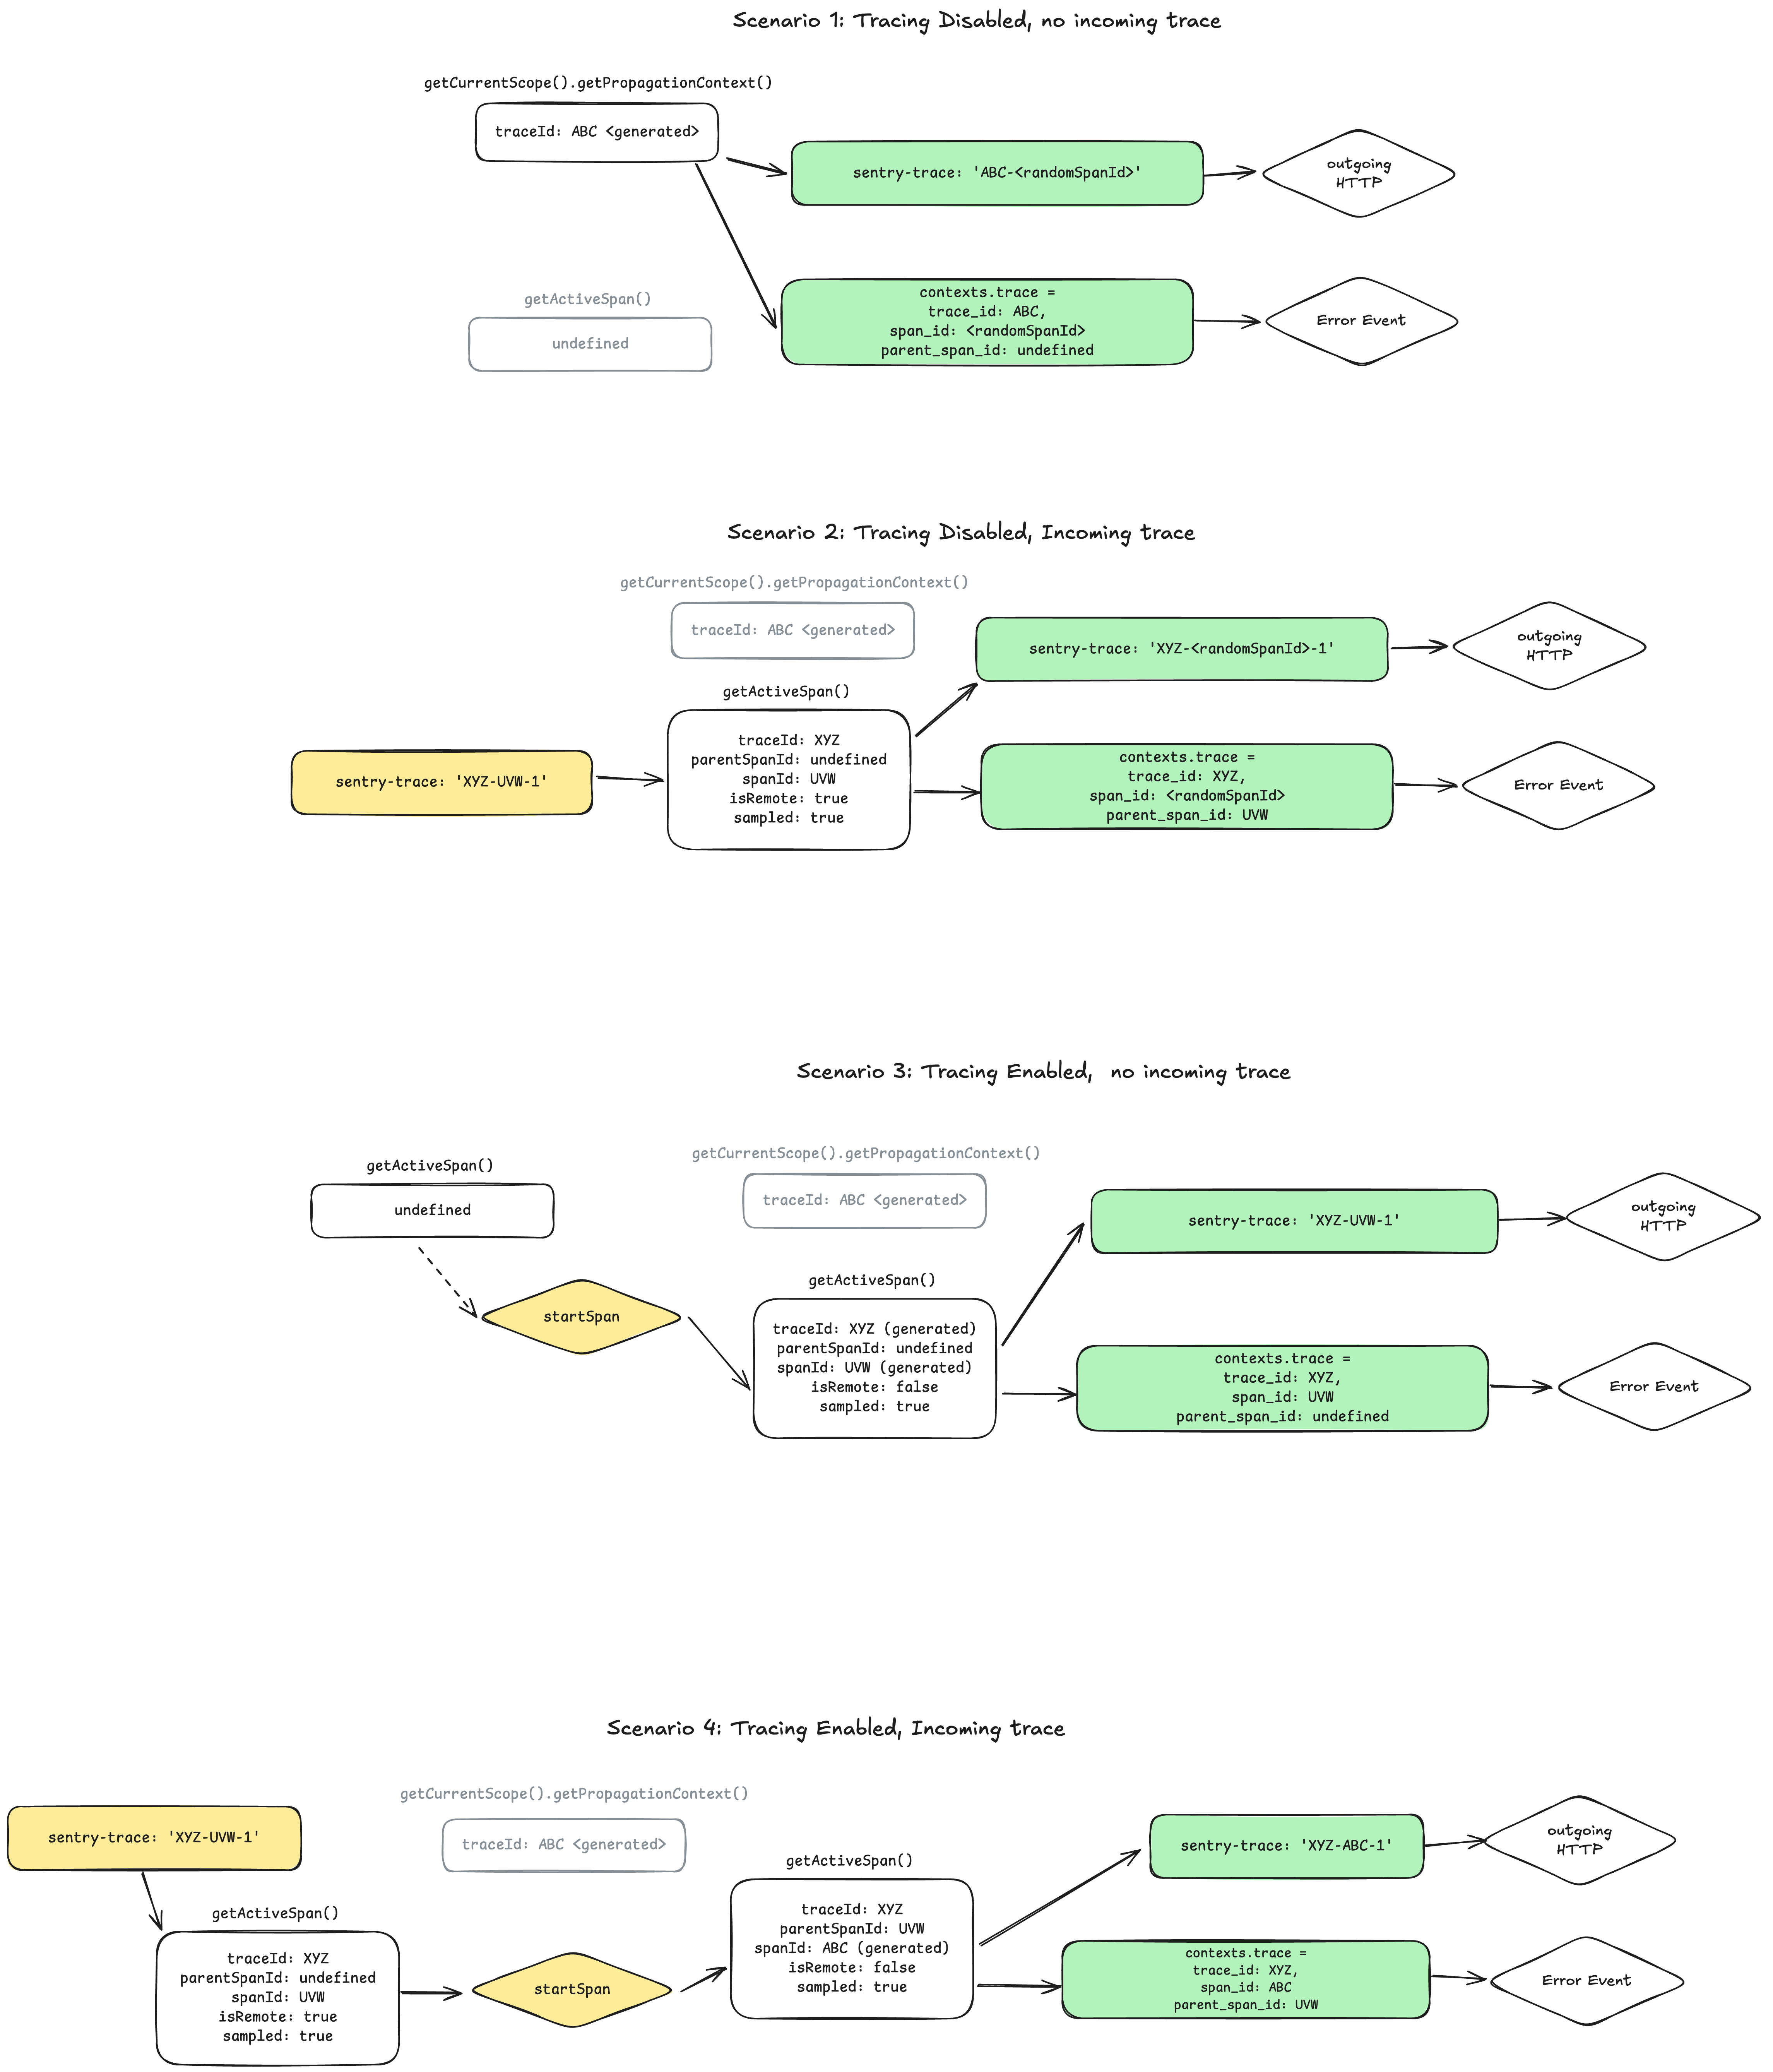 Scenario 1: Tracing Disabled, no incoming trace
getCurrentScope().getPropagationContext()
traceId: ABC <generated>
sentry-trace: 'ABC-<randomSpanId>'
outgoing
HTTP
getActiveSpan()
undefined
contexts.trace =
trace_id: ABC,
span_id: <randomSpanId>
parent_span_id: undefined
Error Event
Scenario 2: Tracing Disabled, Incoming trace
getCurrentScope().getPropagationContext()
traceId: ABC <generated>
sentry-trace: 'XYZ-<randomSpanId>-1'
outgoing
HTTP
getActiveSpan()
sentry-trace: 'XYZ-UVW-1'
traceId: XYZ
parentSpanId: undefined
spanId: UVW
isRemote: true
sampled: true
contexts.trace =
trace_id: XYZ,
span_id: <randomSpanId>
parent_span_id: UVW
Error Event
Scenario 3: Tracing Enabled,  no incoming trace
getActiveSpan()
undefined
getCurrentScope().getPropagationContext()
traceId: ABC <generated>
sentry-trace: 'XYZ-UVW-1'
outgoing
HTTP
startSpan
getActiveSpan()
traceId: XYZ (generated)
parentSpanId: undefined
spanId: UVW (generated)
isRemote: false
sampled: true
contexts.trace =
trace_id: XYZ,
span_id: UVW
parent_span_id: undefined
Error Event
Scenario 4: Tracing Enabled, Incoming trace
sentry-trace: 'XYZ-UVW-1'
getCurrentScope().getPropagationContext()
traceId: ABC <generated>
getActiveSpan()
traceId: XYZ
parentSpanId: undefined
spanId: UVW
isRemote: true
sampled: true
startSpan
getActiveSpan()
traceId: XYZ
parentSpanId: UVW
spanId: ABC (generated)
isRemote: false
sampled: true
sentry-trace: 'XYZ-ABC-1'
outgoing
HTTP
contexts.trace =
trace_id: XYZ,
span_id: ABC
parent_span_id: UVW
Error Event